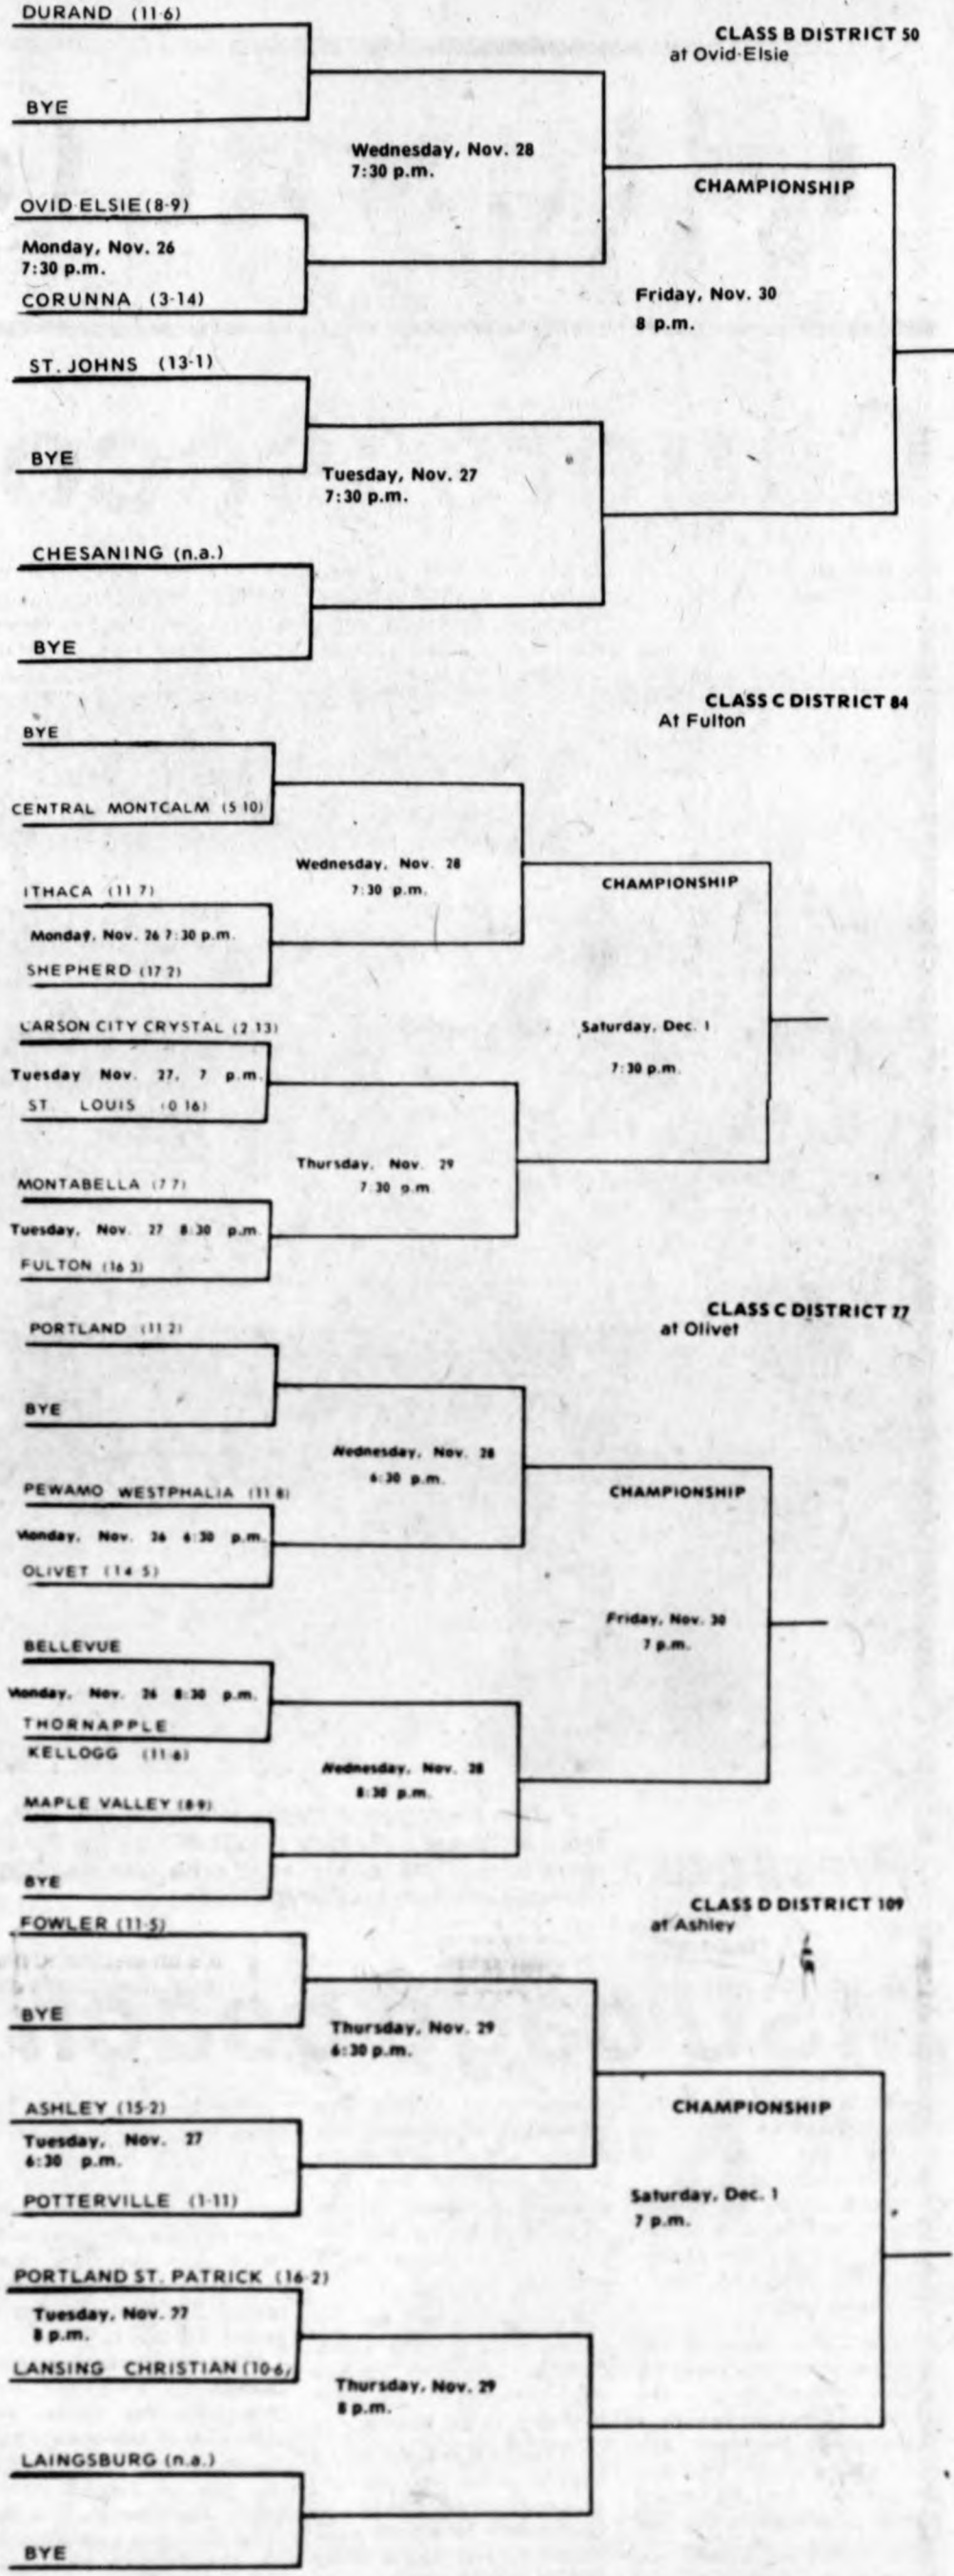 DURAND (11-6)
CLASS B DISTRICT 50
at Ovid-Elsie
BYE
Wednesday, Nov. 28
7:30 p.m.
CHAMPIONSHIP
OVID-ELSIE (8-9)
Monday, Nov. 26
7:30 p.m.
CORUNNA (3-14)
Friday, Nov. 30
8 p.m.
ST. JOHNS (13-1)
BYE
Tuesday, Nov. 27
7:30 p.m.
CHESANING (n.a.)
BYE
CLASS C DISTRICT 84
At Fulton
BYE
CENTRAL MONTCALM (5 10)
Wednesday, Nov. 28
7:30 p.m.
CHAMPIONSHIP
ITHACA (11 7)
Monday, Nov. 26 7:30 p.m.
SHEPHERD (17 2)
CARSON CITY CRYSTAL (2 13)
Tuesday Nov. 27, 7 p.m.
ST. LOUIS (0 16)
Saturday, Dec. 1
7:30 p.m.
Thursday, Nov. 29
7:30 p.m.
MONTABELLA (7 7)
Tuesday, Nov. 27 8:30 p.m.
FULTON (16 3)
CLASS C DISTRICT 77
at Olivet
PORTLAND (11 2)
BYE
Wednesday, Nov. 28
6:30 p.m.
CHAMPIONSHIP
PEWAMO WESTPHALIA (11 8)
Monday, Nov. 26 6:30 p.m.
OLIVET (14 5)
Friday, Nov. 30
7 p.m.
BELLEVUE
Monday, Nov. 26 8:30 p.m.
THORNAPPLE
KELLOGG (11-6)
Wednesday, Nov. 28
8:30 p.m.
MAPLE VALLEY (8-9)
BYE
CLASS D DISTRICT 109
at Ashley
FOWLER (11-5)
BYE
Thursday, Nov. 29
6:30 p.m.
CHAMPIONSHIP
ASHLEY (15-2)
Tuesday, Nov. 27
6:30 p.m.
POTTERVILLE (1-11)
Saturday, Dec. 1
7 p.m.
PORTLAND ST. PATRICK (16-2)
Tuesday, Nov. 27
8 p.m.
LANSING CHRISTIAN (10-6)
Thursday, Nov. 29
8 p.m.
LAINGSBURG (n.a.)
BYE